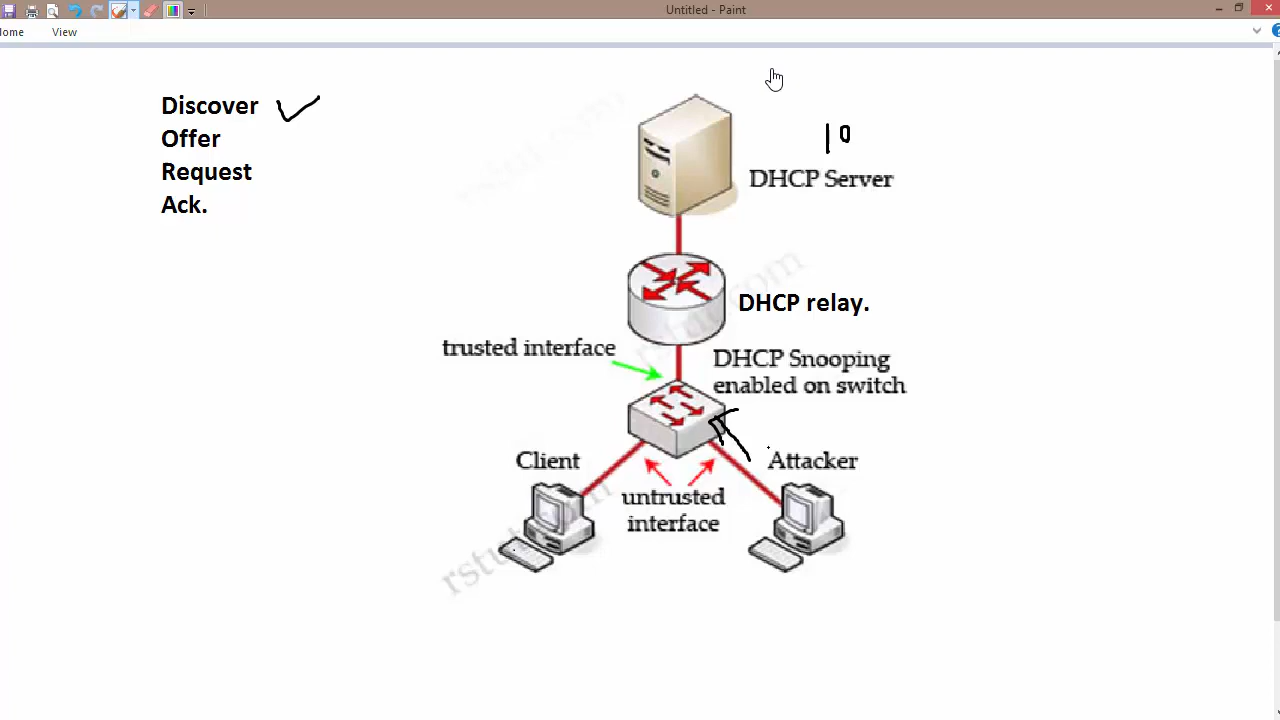 Untitled - Paint
ome
View
Discover
Offer
Request
Ack.
10
DHCP Server
DHCP relay.
trusted interface
DHCP Snooping
enabled on switch
Client
Attacker
untrusted
interface